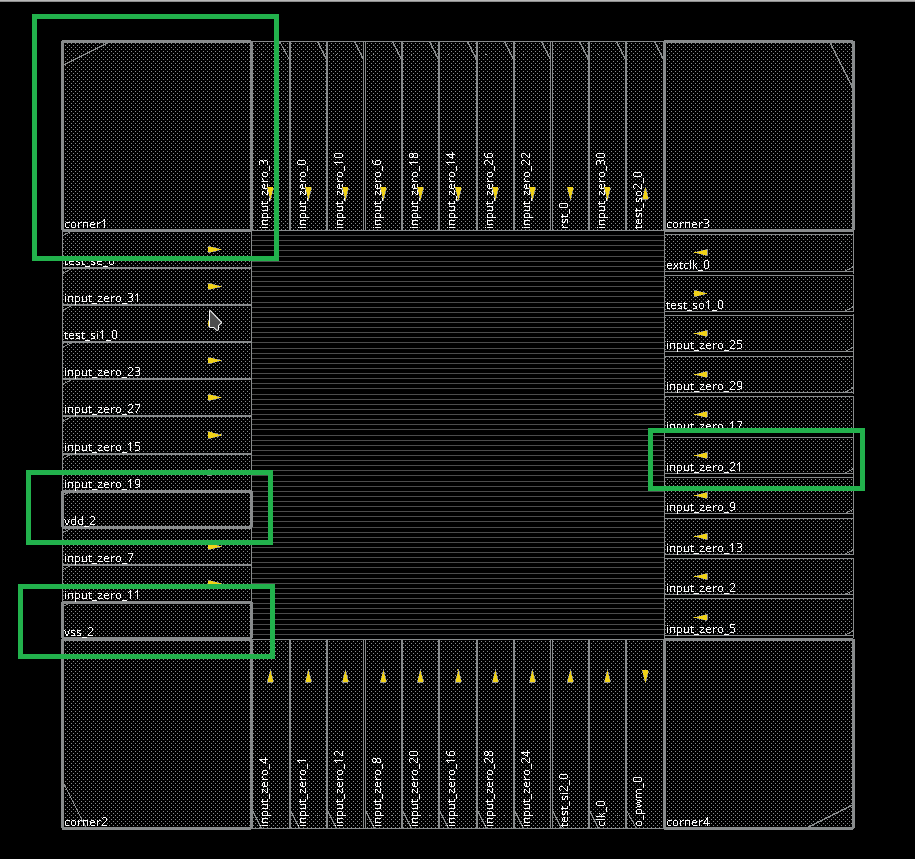 input_zero_3
input_zero_0
input_zero_10
input_zero_6
input_zero_18
input_zero_14
input_zero_26
input_zero_22
rst_0
input_zero_30
test_so2_0
corner1
corner3
test_se_0
extclk_0
input_zero_31
test_so1_0
test_si1_0
input_zero_25
input_zero_23
input_zero_29
input_zero_27
input_zero_17
input_zero_15
input_zero_21
input_zero_19
input_zero_9
vdd_2
input_zero_13
input_zero_7
input_zero_2
input_zero_11
input_zero_5
vss_2
input_zero_4
input_zero_1
input_zero_12
input_zero_8
input_zero_20
input_zero_16
input_zero_28
input_zero_24
test_si2_0
clk_0
o_pwm_0
corner2
corner4